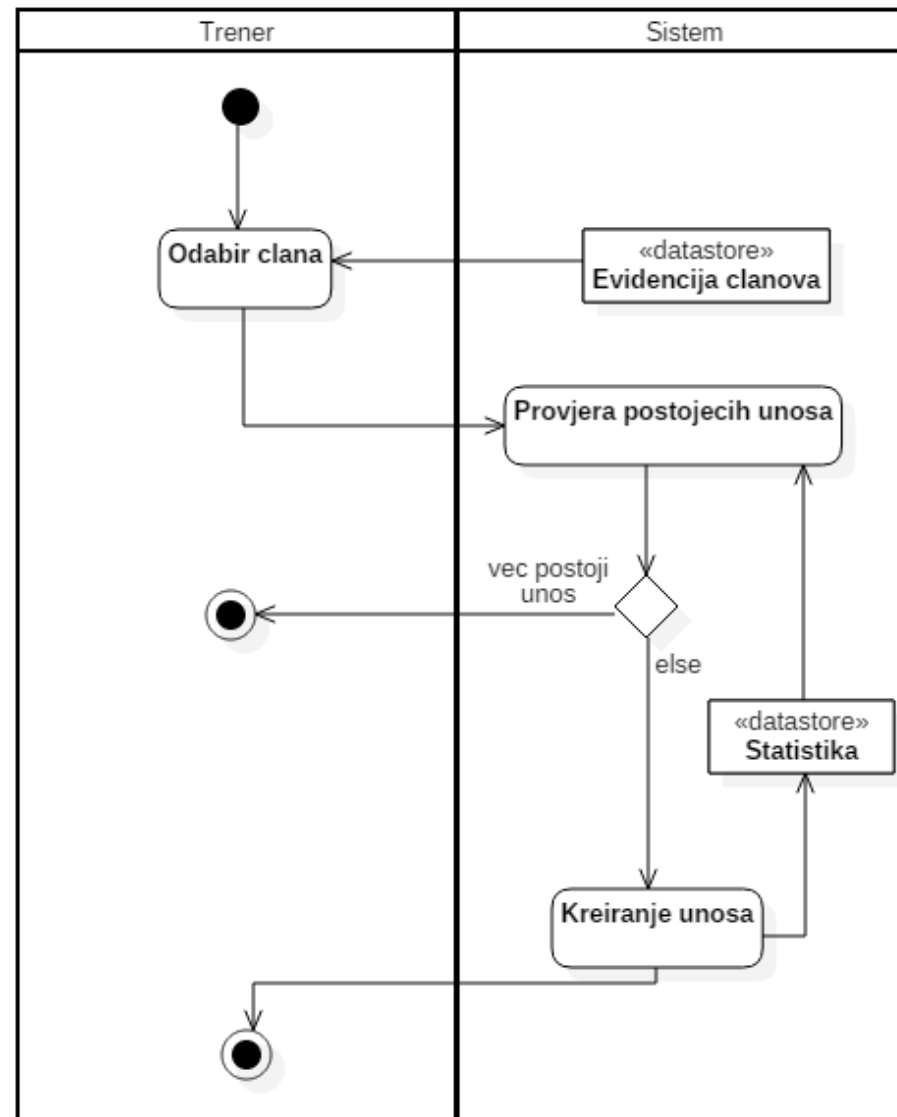 Trener
Sistem
Odabir clana
«datastore»
Evidencija clanova
Provjera postojecih unosa
vec postoji
unos
else
«datastore»
Statistika
Kreiranje unosa